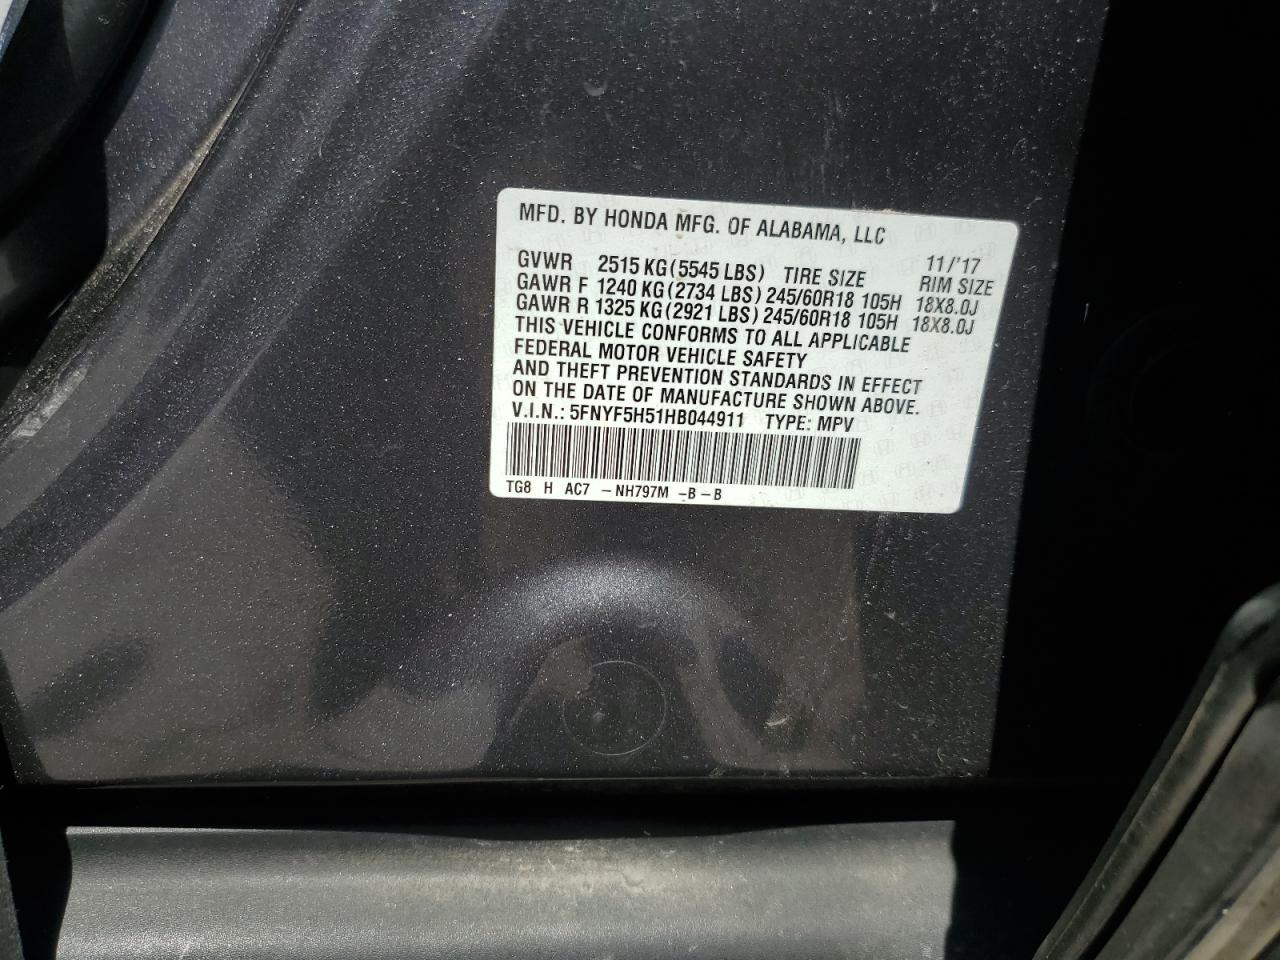 MFD. BY HONDA MFG. OF ALABAMA, LLC
11/'17
GVWR 2515 KG (5545 LBS) TIRE SIZE RIM SIZE
GAWR F 1240 KG (2734 LBS) 245/60R18 105H 18X8.0J
GAWR R 1325 KG (2921 LBS) 245/60R18 105H 18X8.0J
THIS VEHICLE CONFORMS TO ALL APPLICABLE
FEDERAL MOTOR VEHICLE SAFETY
AND THEFT PREVENTION STANDARDS IN EFFECT
ON THE DATE OF MANUFACTURE SHOWN ABOVE.
V.I.N.: 5FNYF5H51HB044911 TYPE: MPV
TG8 H AC7 -NH797M -B-B